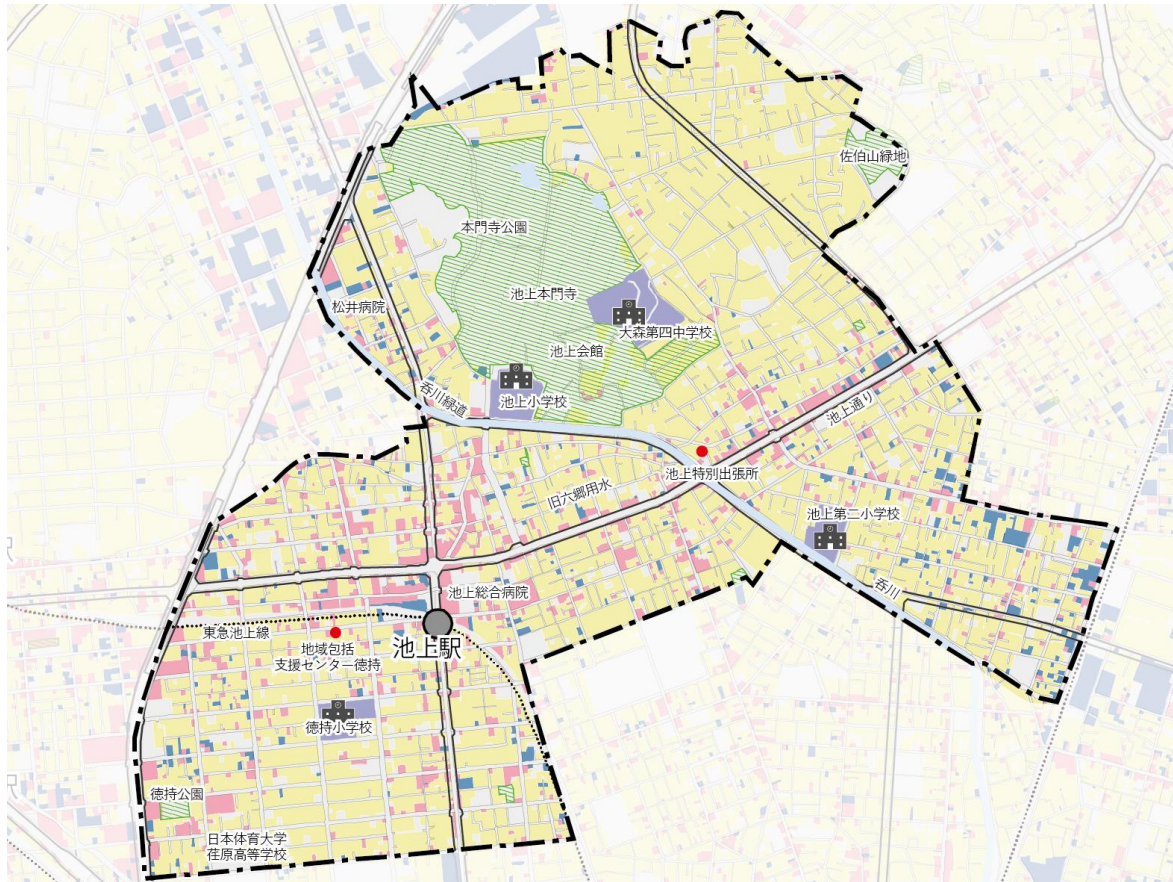 佐伯山緑地
本門寺公園
池上本門寺
松井病院
大森第四中学校
池上会館
池上小学校
呑川緑道
池上通り
池上特別出張所
旧六郷用水
池上第二小学校
呑川
池上総合病院
東急池上線
地域包括
支援センター徳持
池上駅
徳持小学校
徳持公園
日本体育大学
荏原高等学校